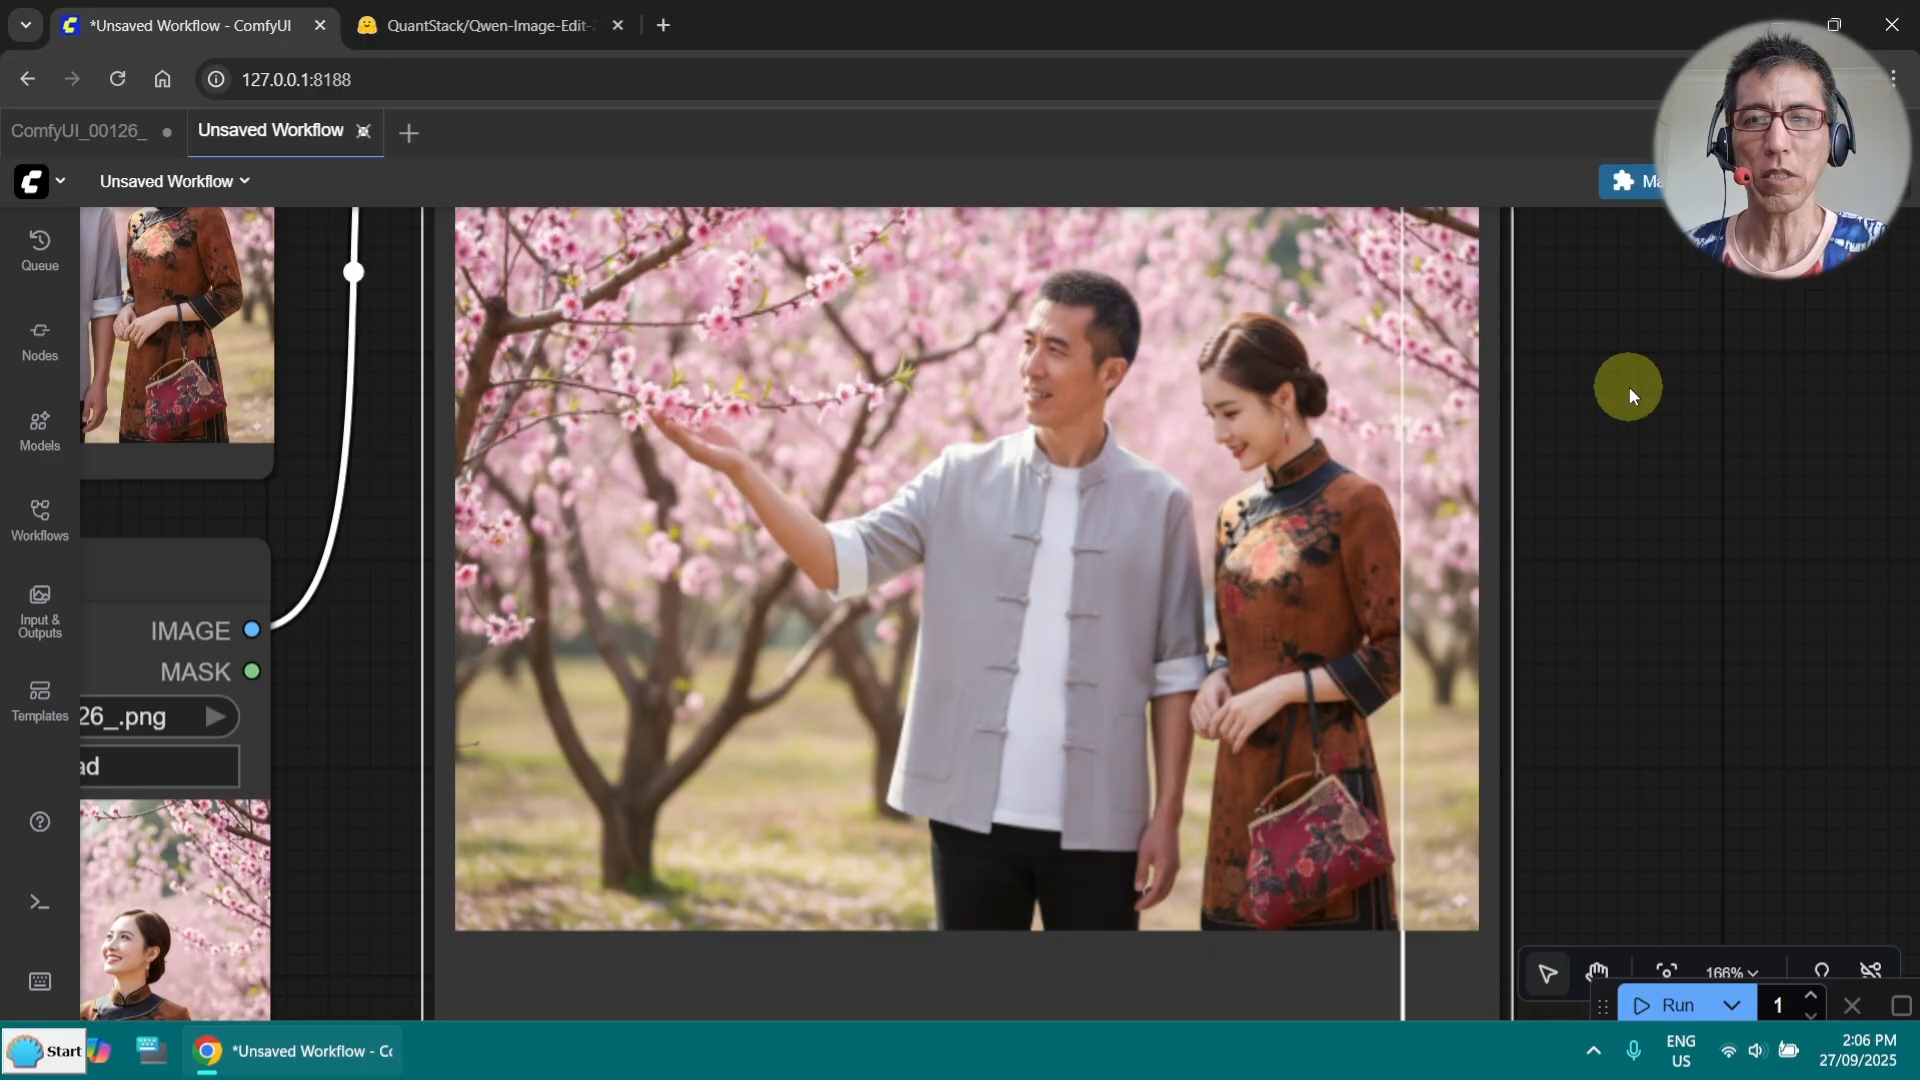 *Unsaved Workflow - ComfyUI
QuantStack/Qwen-Image-Edit-
127.0.0.1:8188
ComfyUI_00126_
Unsaved Workflow
Unsaved Workflow
Queue
Nodes
Models
Workflows
Input &
Outputs
Templates
IMAGE
MASK
26_.png
ad
166%
Run
1
Start
*Unsaved Workflow - Co
ENG
US
2:06 PM
27/09/2025